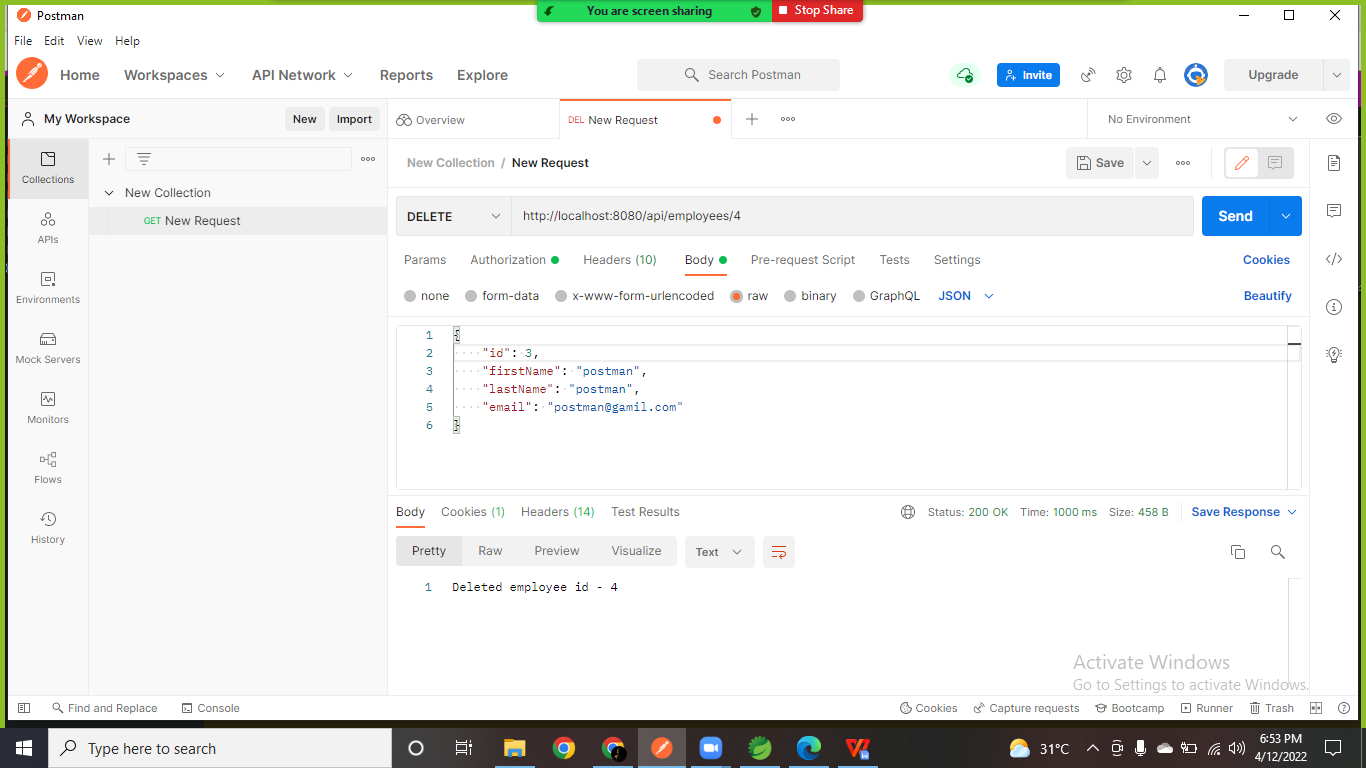 Postman
You are screen sharing
Stop Share
File Edit View Help
Home Workspaces API Network Reports Explore
Search Postman
Invite
Upgrade
My Workspace
New Import
Overview
DEL New Request
No Environment
Collections
New Collection
GET New Request
APIs
Environments
Mock Servers
Monitors
Flows
History
New Collection / New Request
Save
DELETE
http://localhost:8080/api/employees/4
Send
Params Authorization Headers (10) Body Pre-request Script Tests Settings
Cookies
none form-data x-www-form-urlencoded raw binary GraphQL JSON
Beautify
1 {
2 "id": 3,
3 "firstName": "postman",
4 "lastName": "postman",
5 "email": "postman@gamil.com"
6 }
Body Cookies (1) Headers (14) Test Results
Status: 200 OK Time: 1000 ms Size: 458 B
Save Response
Pretty Raw Preview Visualize Text
1 Deleted employee id - 4
Activate Windows
Go to Settings to activate Windows.
Find and Replace Console
Cookies Capture requests Bootcamp Runner Trash
Type here to search
31°C
6:53 PM
4/12/2022